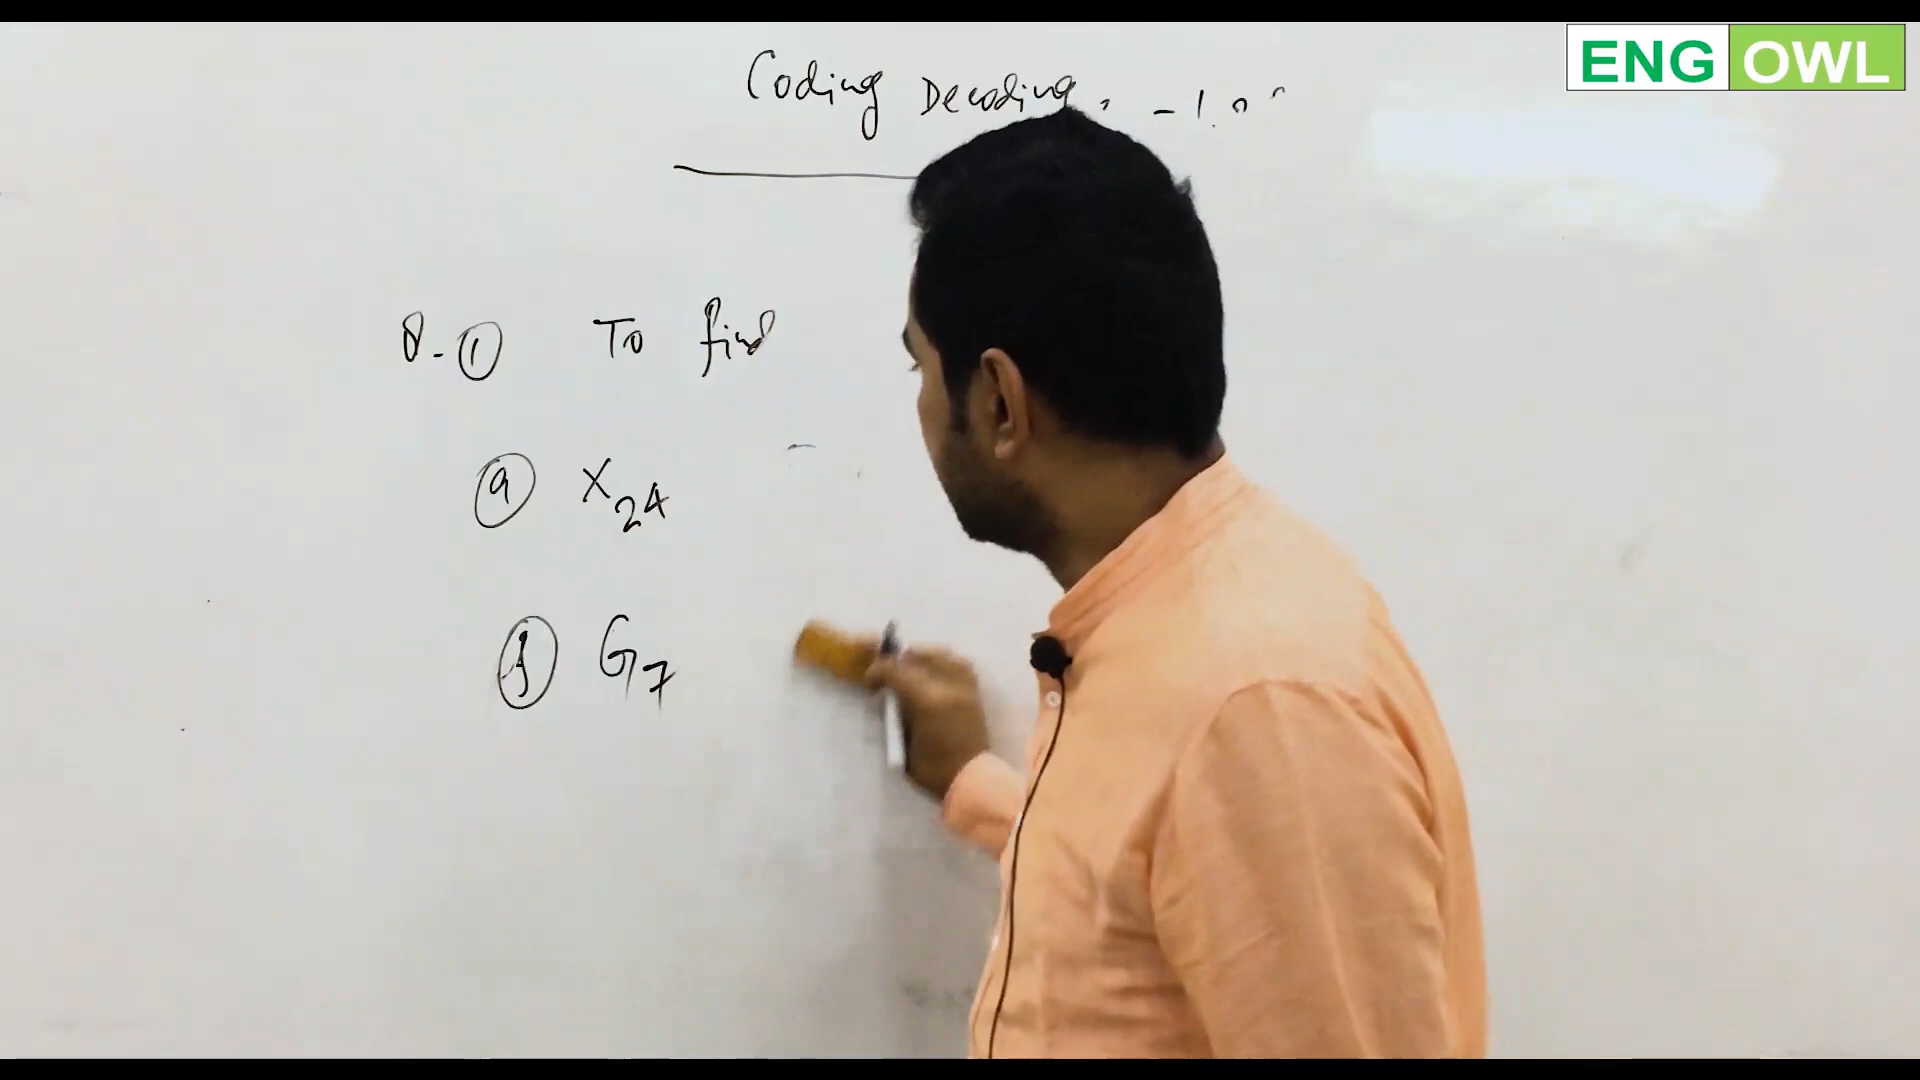 ENG OWL
Coding Decoding
Q-① To find
X24
G7